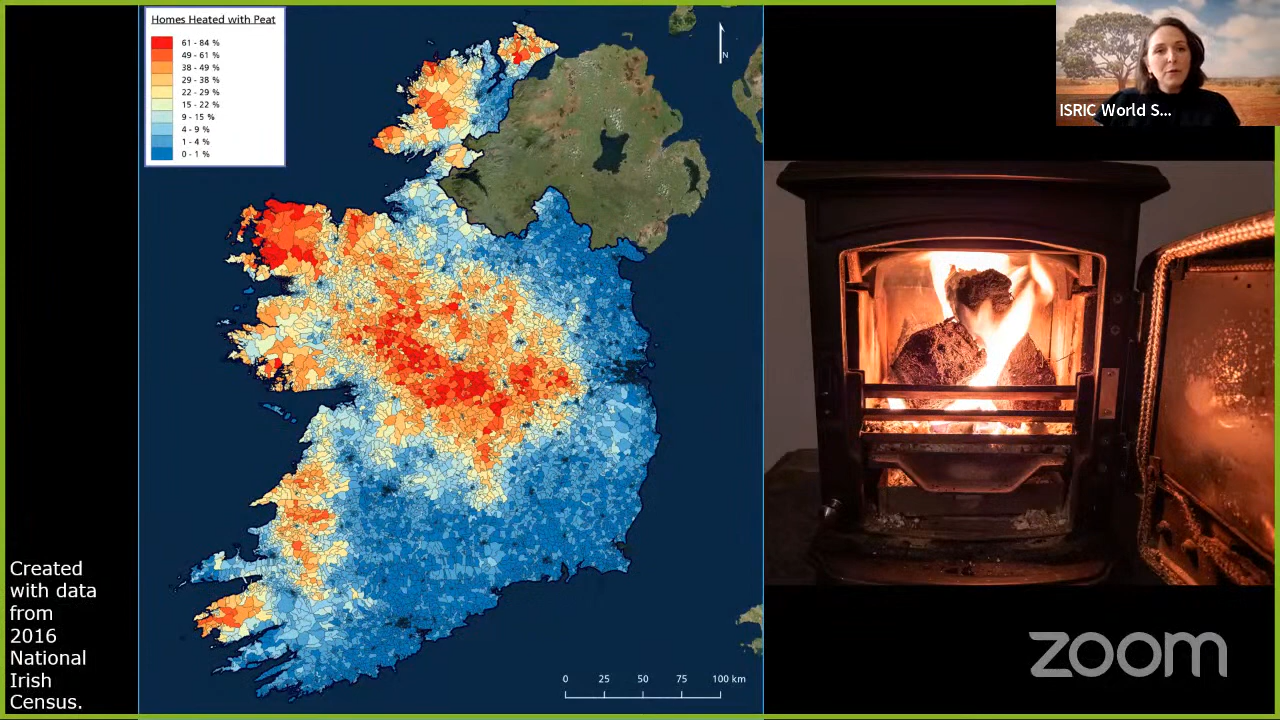 Homes Heated with Peat
61 - 84 %
49 - 61 %
38 - 49 %
29 - 38 %
22 - 29 %
15 - 22 %
9 - 15 %
4 - 9 %
1 - 4 %
0 - 1 %
N
ISRIC World S...
Created
with data
from
2016
National
Irish
Census.
0 25 50 75 100 km
zoom